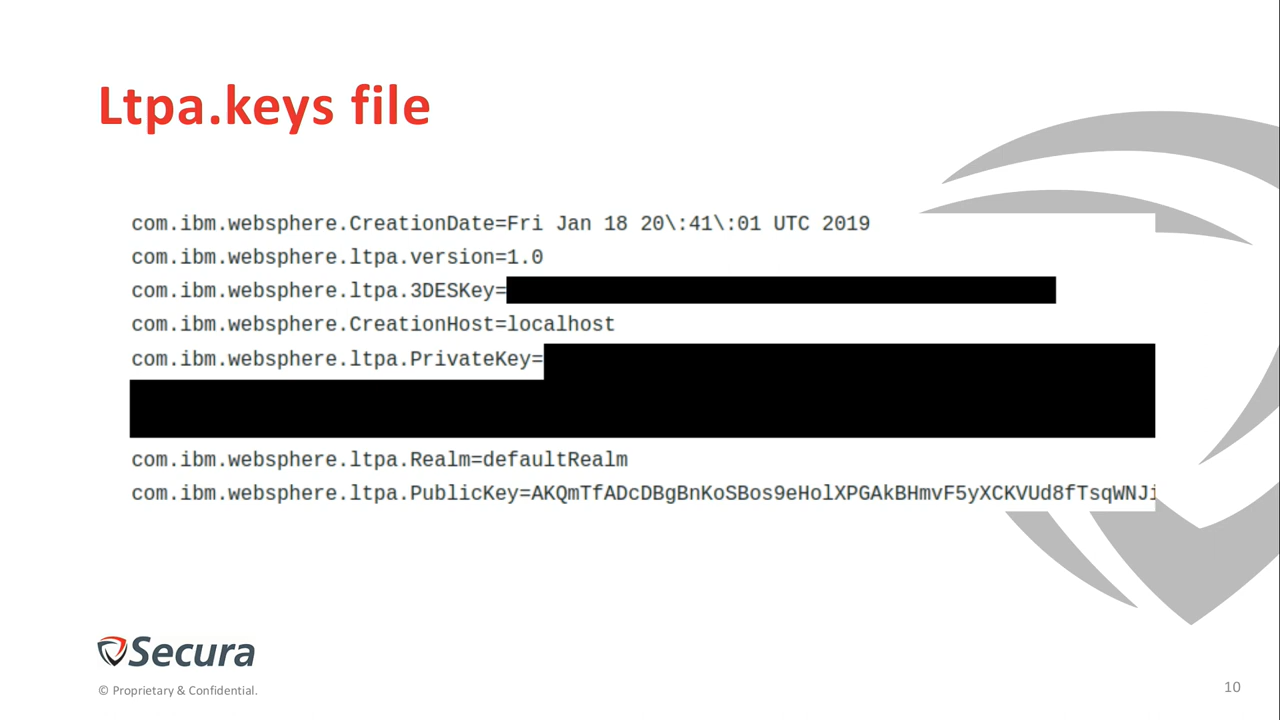 Ltpa.keys file
com.ibm.websphere.CreationDate=Fri Jan 18 20\:41\:01 UTC 2019
com.ibm.websphere.ltpa.version=1.0
com.ibm.websphere.ltpa.3DESKey=
com.ibm.websphere.CreationHost=localhost
com.ibm.websphere.ltpa.PrivateKey=
com.ibm.websphere.ltpa.Realm=defaultRealm
com.ibm.websphere.ltpa.PublicKey=AKQmTfADcDBgBnKoSBos9eHolXPGAkBHmvF5yXCKVUd8fTsqWNJi
Secura
© Proprietary & Confidential.
10